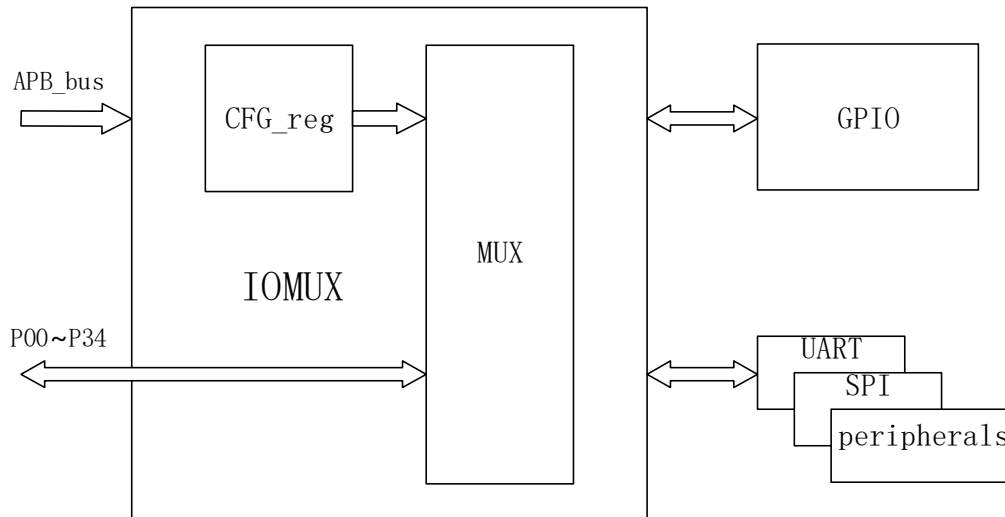 APB_bus
CFG_reg
GPIO
MUX
IOMUX
P00~P34
UART
SPI
peripherals